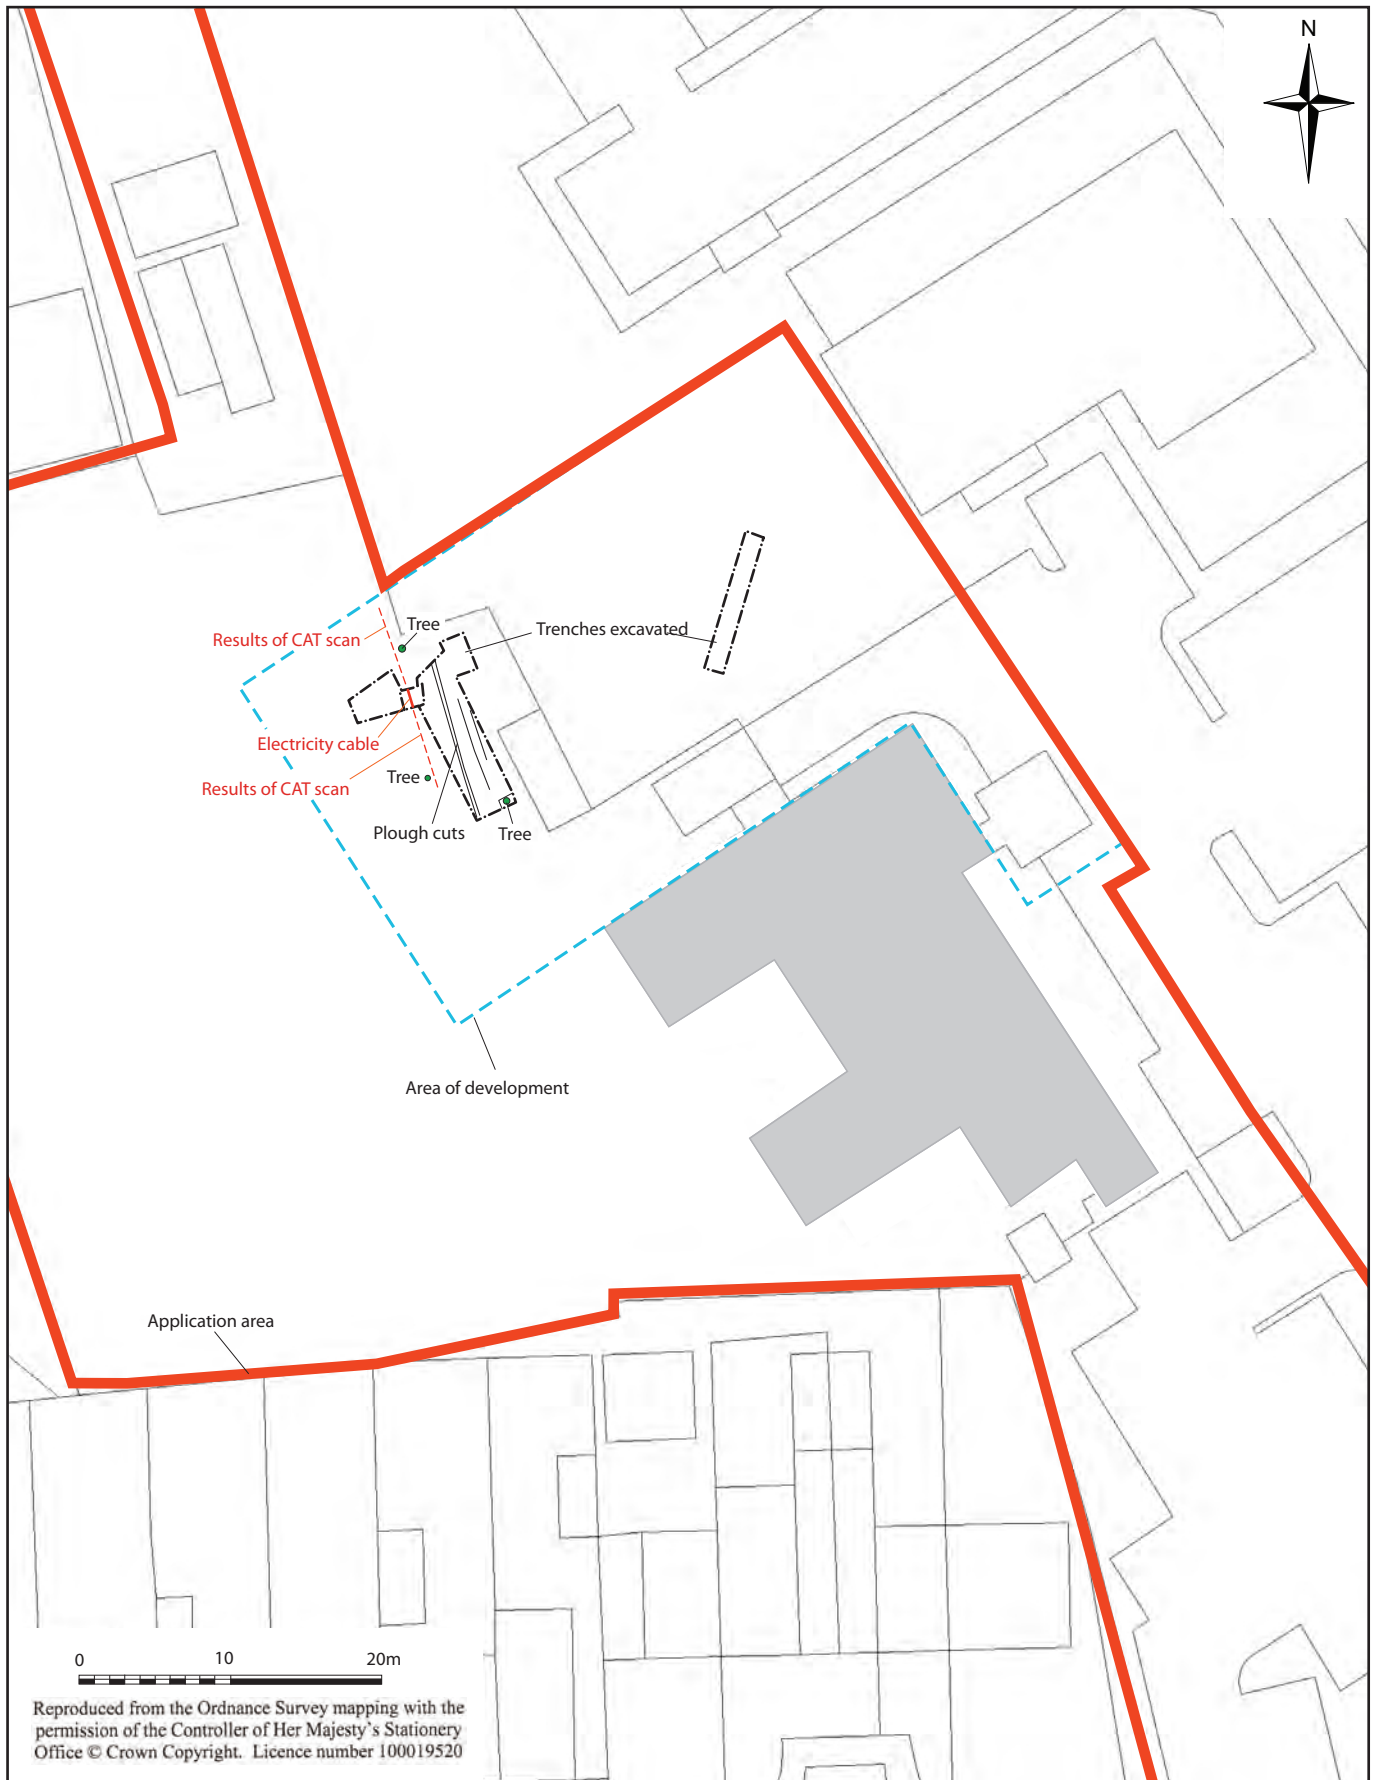 N
Tree
Results of CAT scan
Trenches excavated
Electricity cable
Tree
Results of CAT scan
Plough cuts
Tree
Area of development
Application area
0 10 20m
Reproduced from the Ordnance Survey mapping with the
permission of the Controller of Her Majesty's Stationery
Office © Crown Copyright. Licence number 100019520